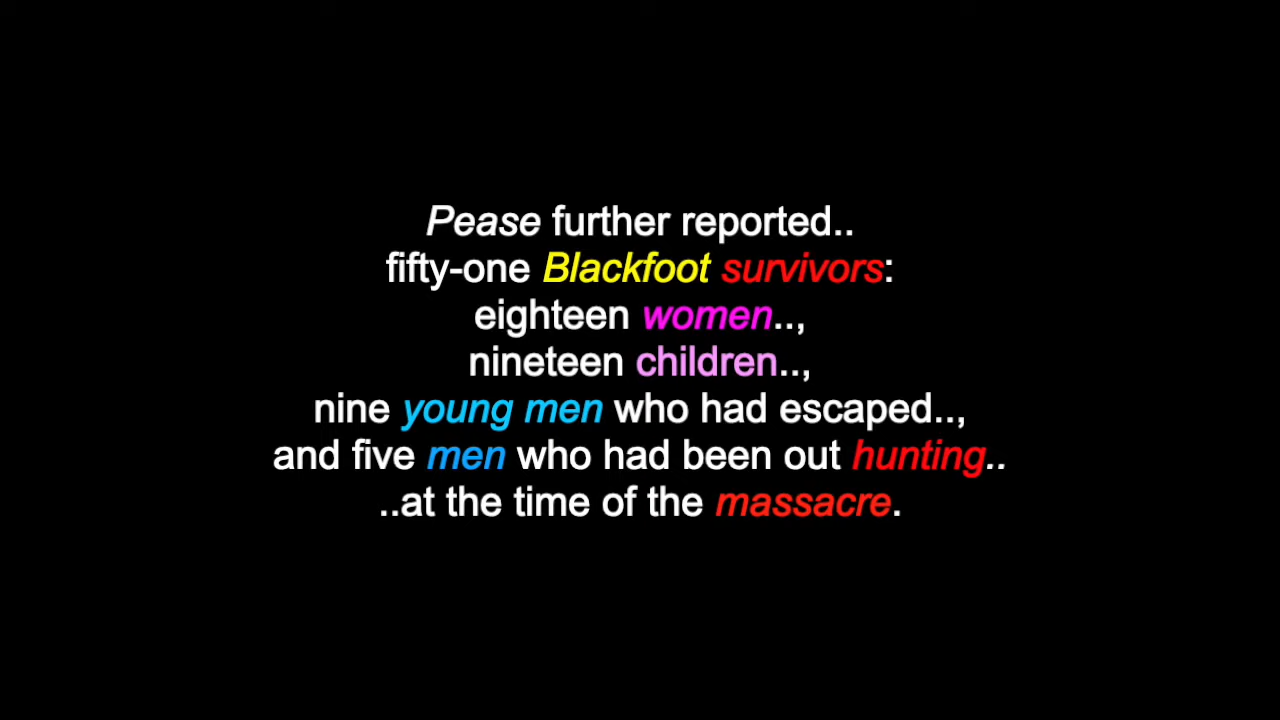 Pease further reported..
fifty-one Blackfoot survivors:
eighteen women..,
nineteen children..,
nine young men who had escaped..,
and five men who had been out hunting..
..at the time of the massacre.